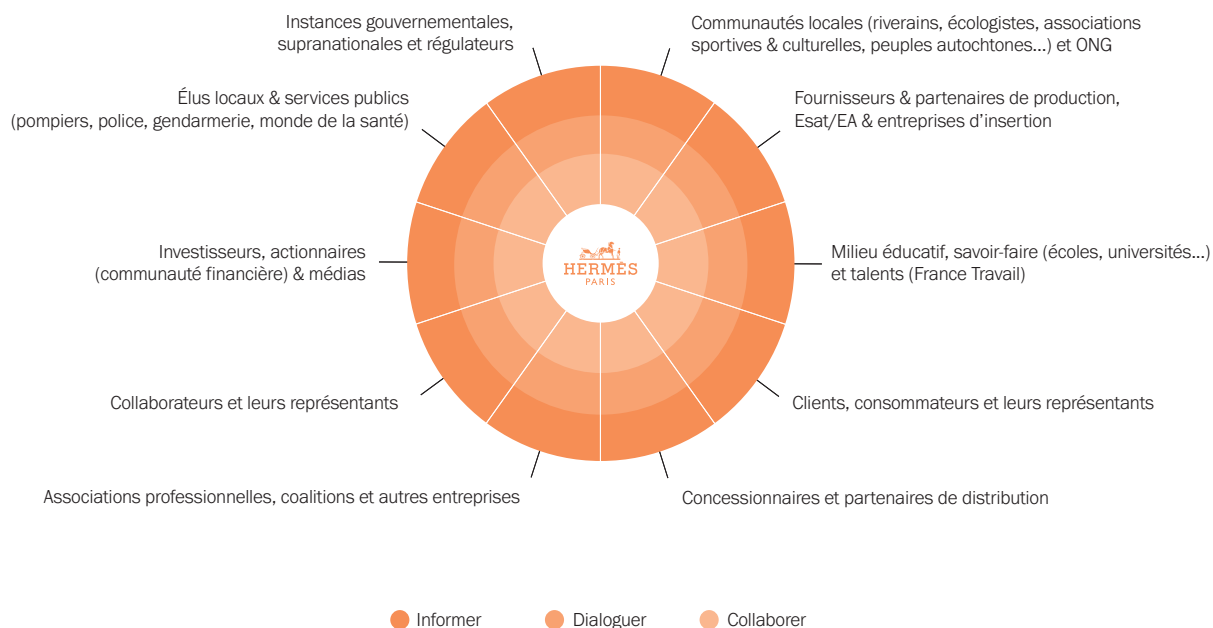 Instances gouvernementales,
supranationales et régulateurs
Communautés locales (riverains, écologistes, associations
sportives & culturelles, peuples autochtones...) et ONG
Élus locaux & services publics
(pompiers, police, gendarmerie, monde de la santé)
Fournisseurs & partenaires de production,
Esat/EA & entreprises d’insertion
Investisseurs, actionnaires
(communauté financière) & médias
HERMÈS
PARIS
Milieu éducatif, savoir-faire (écoles, universités...)
et talents (France Travail)
Collaborateurs et leurs représentants
Clients, consommateurs et leurs représentants
Associations professionnelles, coalitions et autres entreprises
Concessionnaires et partenaires de distribution
Informer
Dialoguer
Collaborer